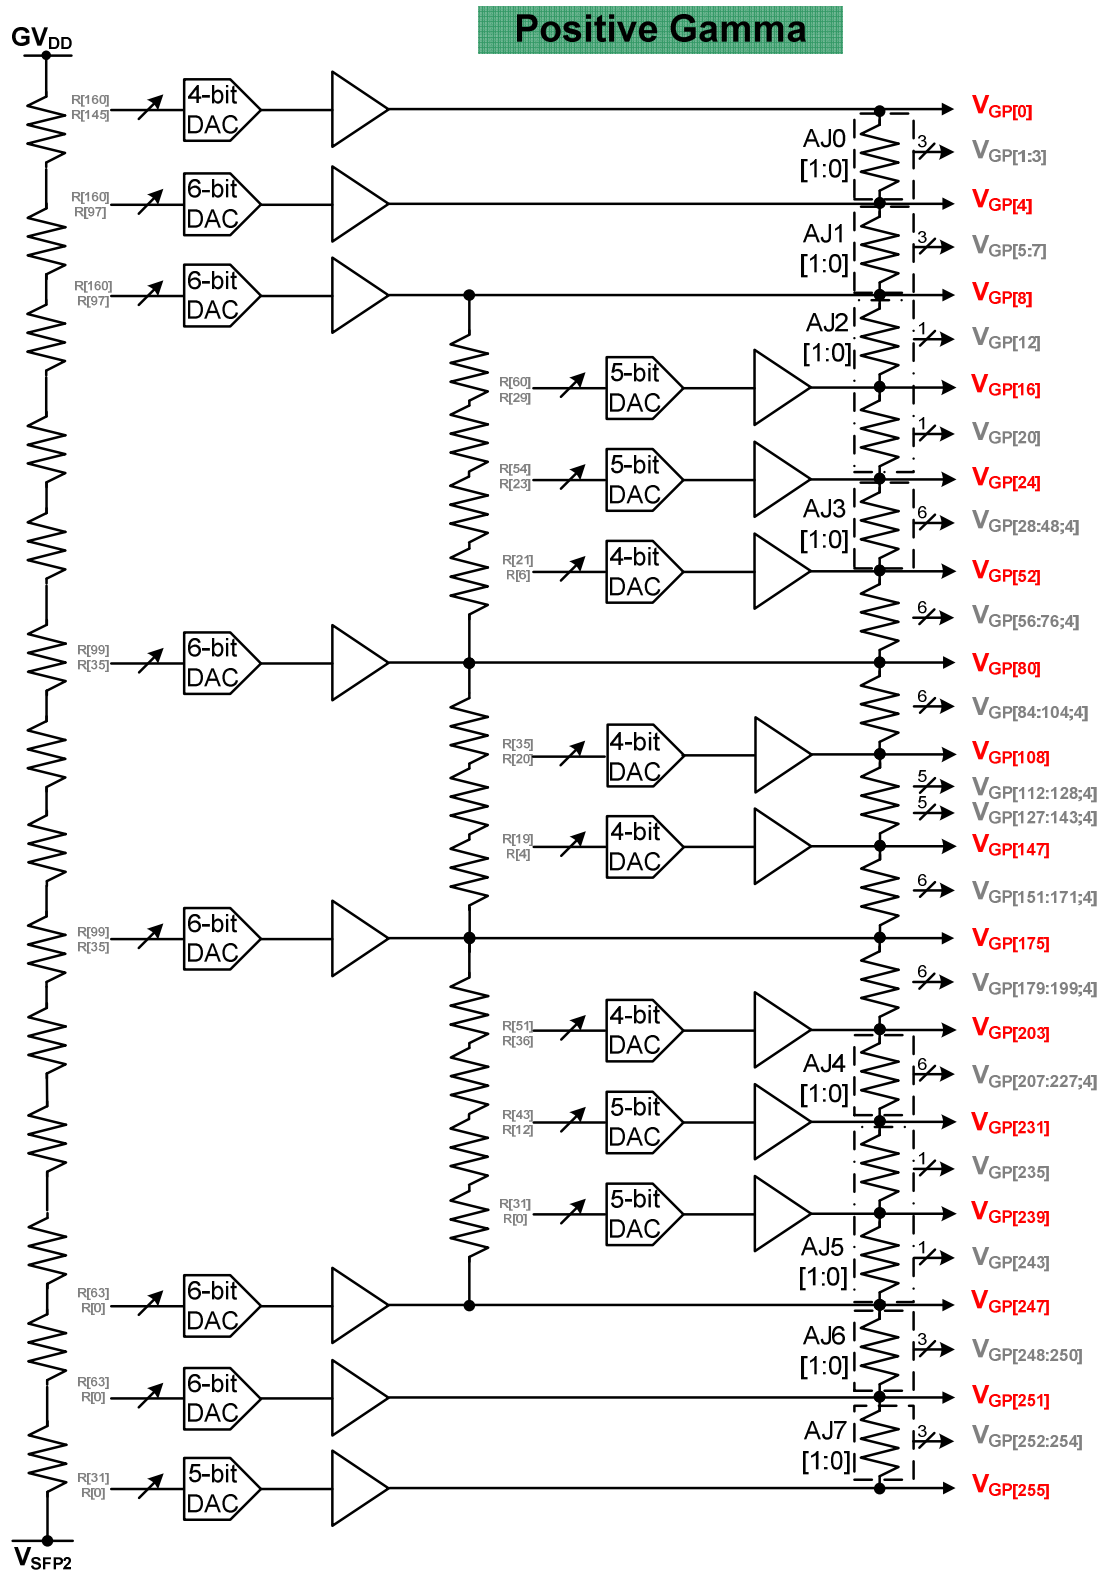 Positive Gamma
GVDD
R[160]
R[145]
4-bit
DAC
VGP[0]
AJ0
[1:0]
3
VGP[1:3]
R[160]
R[97]
6-bit
DAC
VGP[4]
AJ1
[1:0]
3
VGP[5:7]
R[160]
R[97]
6-bit
DAC
VGP[8]
AJ2
[1:0]
1
VGP[12]
R[60]
R[29]
5-bit
DAC
VGP[16]
1
VGP[20]
R[54]
R[23]
5-bit
DAC
VGP[24]
AJ3
[1:0]
6
VGP[28:48;4]
R[21]
R[6]
4-bit
DAC
VGP[52]
6
VGP[56:76;4]
R[99]
R[35]
6-bit
DAC
VGP[80]
6
VGP[84:104;4]
R[35]
R[20]
4-bit
DAC
VGP[108]
5
VGP[112:128;4]
5
VGP[127:143;4]
R[19]
R[4]
4-bit
DAC
VGP[147]
6
VGP[151:171;4]
R[99]
R[35]
6-bit
DAC
VGP[175]
6
VGP[179:199;4]
R[51]
R[36]
4-bit
DAC
VGP[203]
AJ4
[1:0]
6
VGP[207:227;4]
R[43]
R[12]
5-bit
DAC
VGP[231]
1
VGP[235]
R[31]
R[0]
5-bit
DAC
VGP[239]
AJ5
[1:0]
1
VGP[243]
R[63]
R[0]
6-bit
DAC
VGP[247]
AJ6
[1:0]
3
VGP[248:250]
R[63]
R[0]
6-bit
DAC
VGP[251]
AJ7
[1:0]
3
VGP[252:254]
R[31]
R[0]
5-bit
DAC
VGP[255]
VSFP2